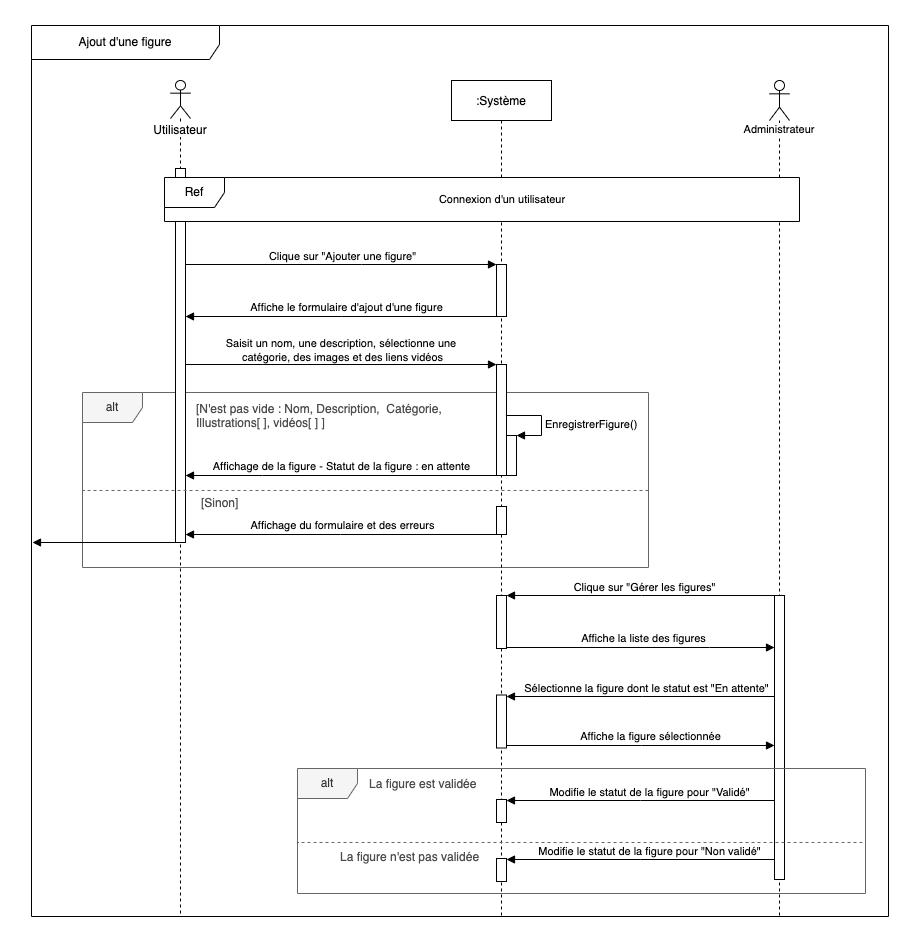 Ajout d'une figure
Utilisateur
:Système
Administrateur
Ref
Connexion d'un utilisateur
Clique sur "Ajouter une figure"
Affiche le formulaire d'ajout d'une figure
Saisit un nom, une description, sélectionne une
catégorie, des images et des liens vidéos
alt
[N'est pas vide : Nom, Description, Catégorie,
Illustrations[ ], vidéos[ ] ]
EnregistrerFigure()
Affichage de la figure - Statut de la figure : en attente
[Sinon]
Affichage du formulaire et des erreurs
Clique sur "Gérer les figures"
Affiche la liste des figures
Sélectionne la figure dont le statut est "En attente"
Affiche la figure sélectionnée
alt
La figure est validée
Modifie le statut de la figure pour "Validé"
La figure n'est pas validée
Modifie le statut de la figure pour "Non validé"